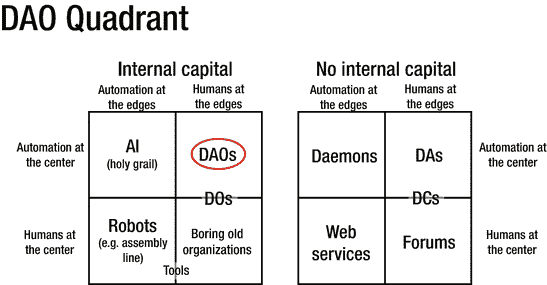 DAO Quadrant
Internal capital
No internal capital
Automation at
the edges
Humans at
the edges
Automation at
the edges
Humans at
the edges
Automation at
the center
AI
(holy grail)
DAOs
Daemons
DAs
Automation at
the center
DOs
DCs
Humans at
the center
Robots
(e.g. assembly
line)
Boring old
organizations
Web
services
Forums
Humans at
the center
Tools